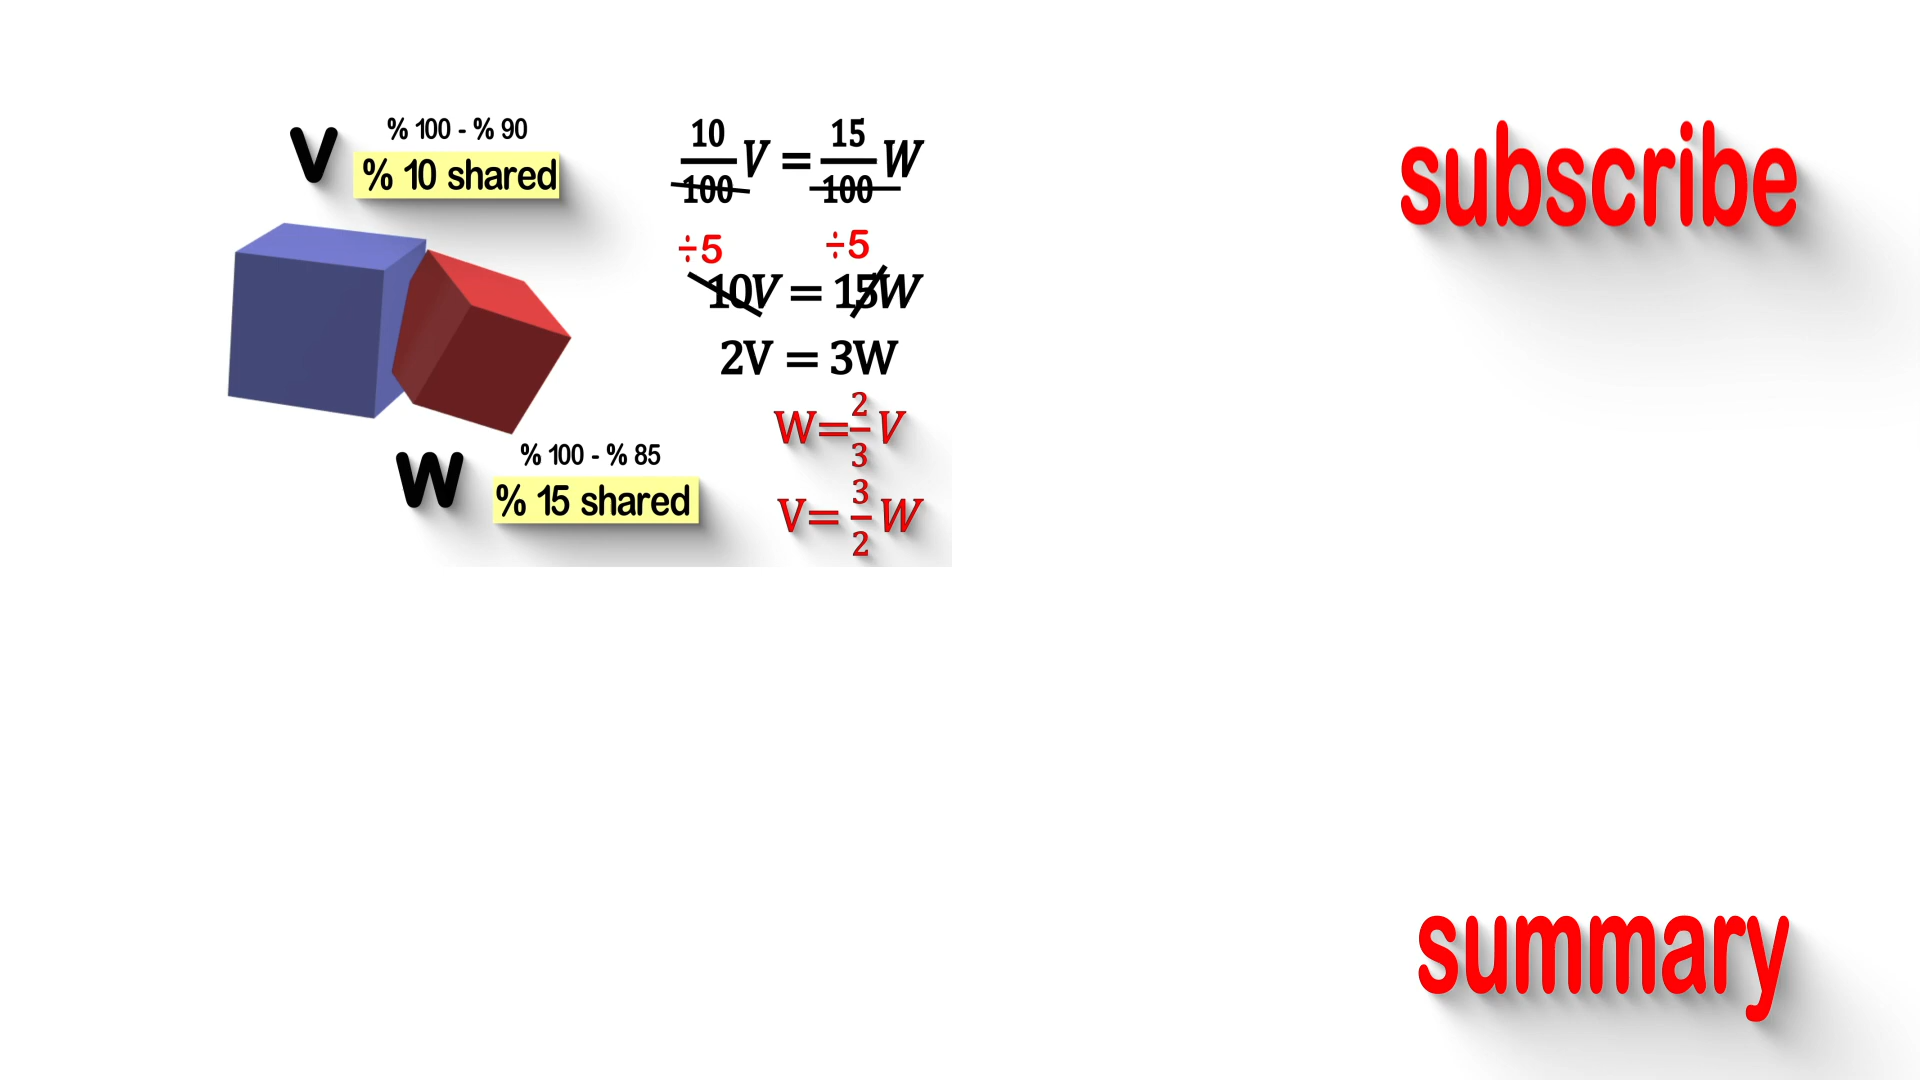 V
% 100 - % 90
% 10 shared
W
% 100 - % 85
% 15 shared
10/100 V = 15/100 W
÷5 ÷5
10V = 15W
2V = 3W
W=2/3 V
V= 3/2 W
subscribe
summary